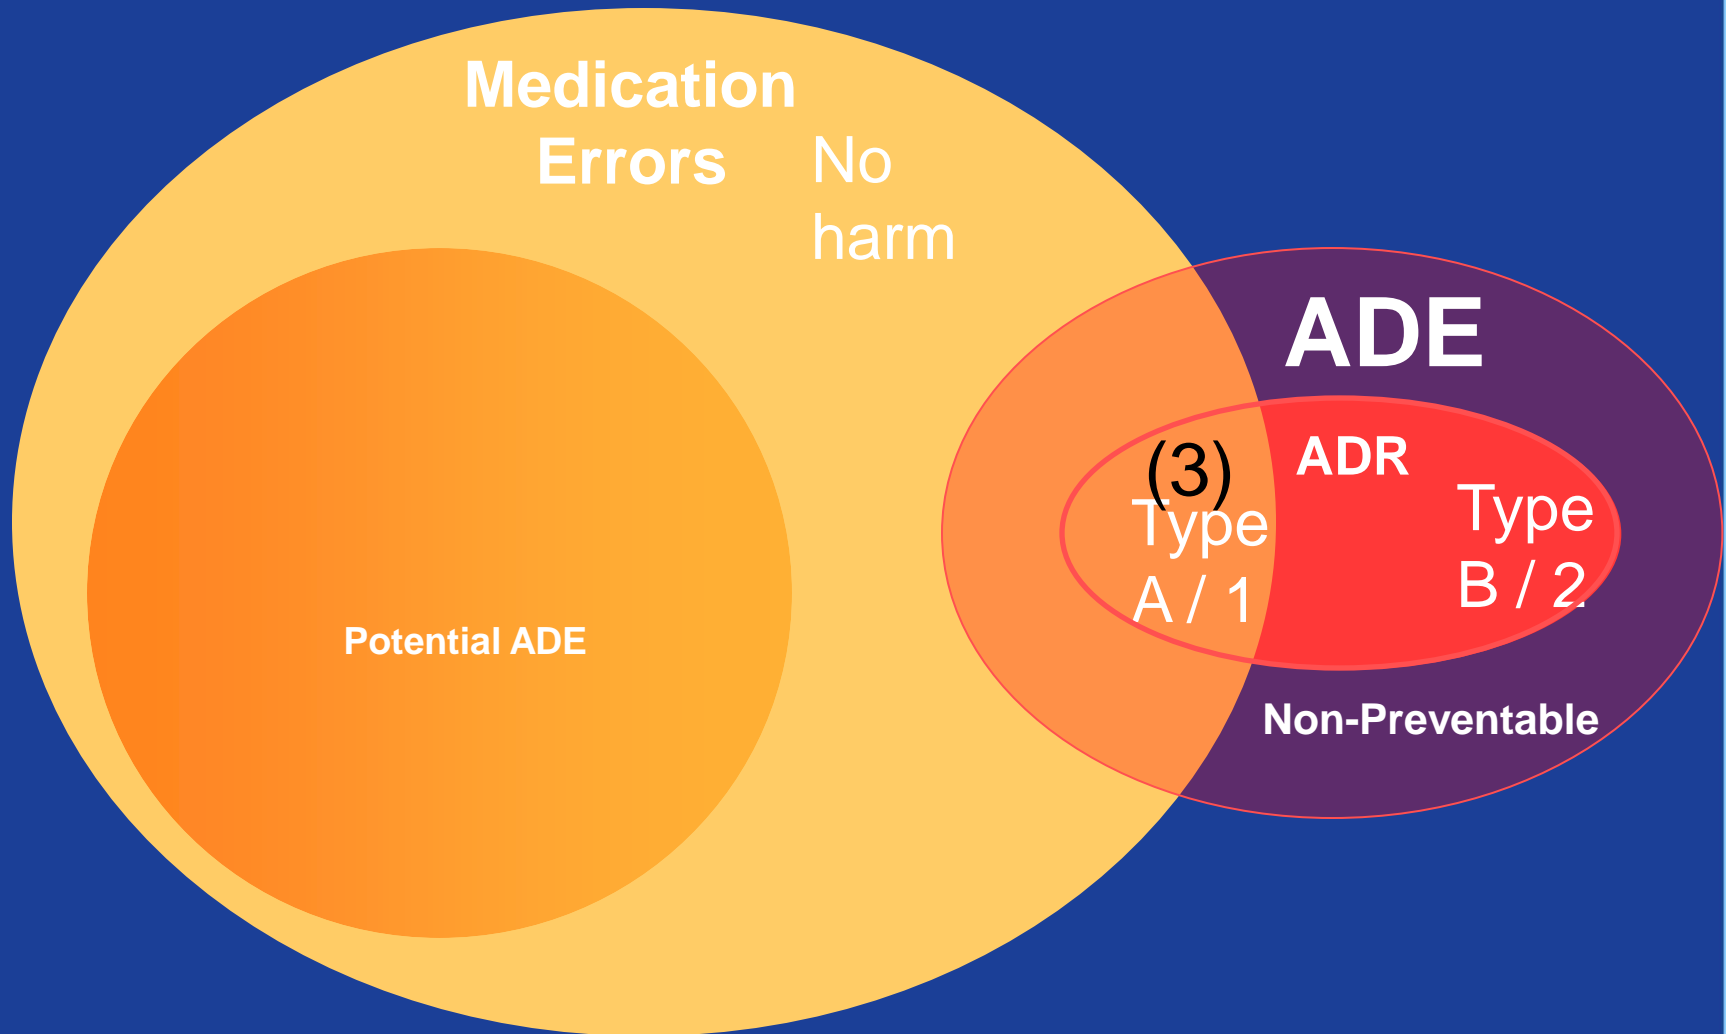 Medication
Errors
No
harm
ADE
ADR
(3)
Type
A / 1
Type
B / 2
Potential ADE
Non-Preventable